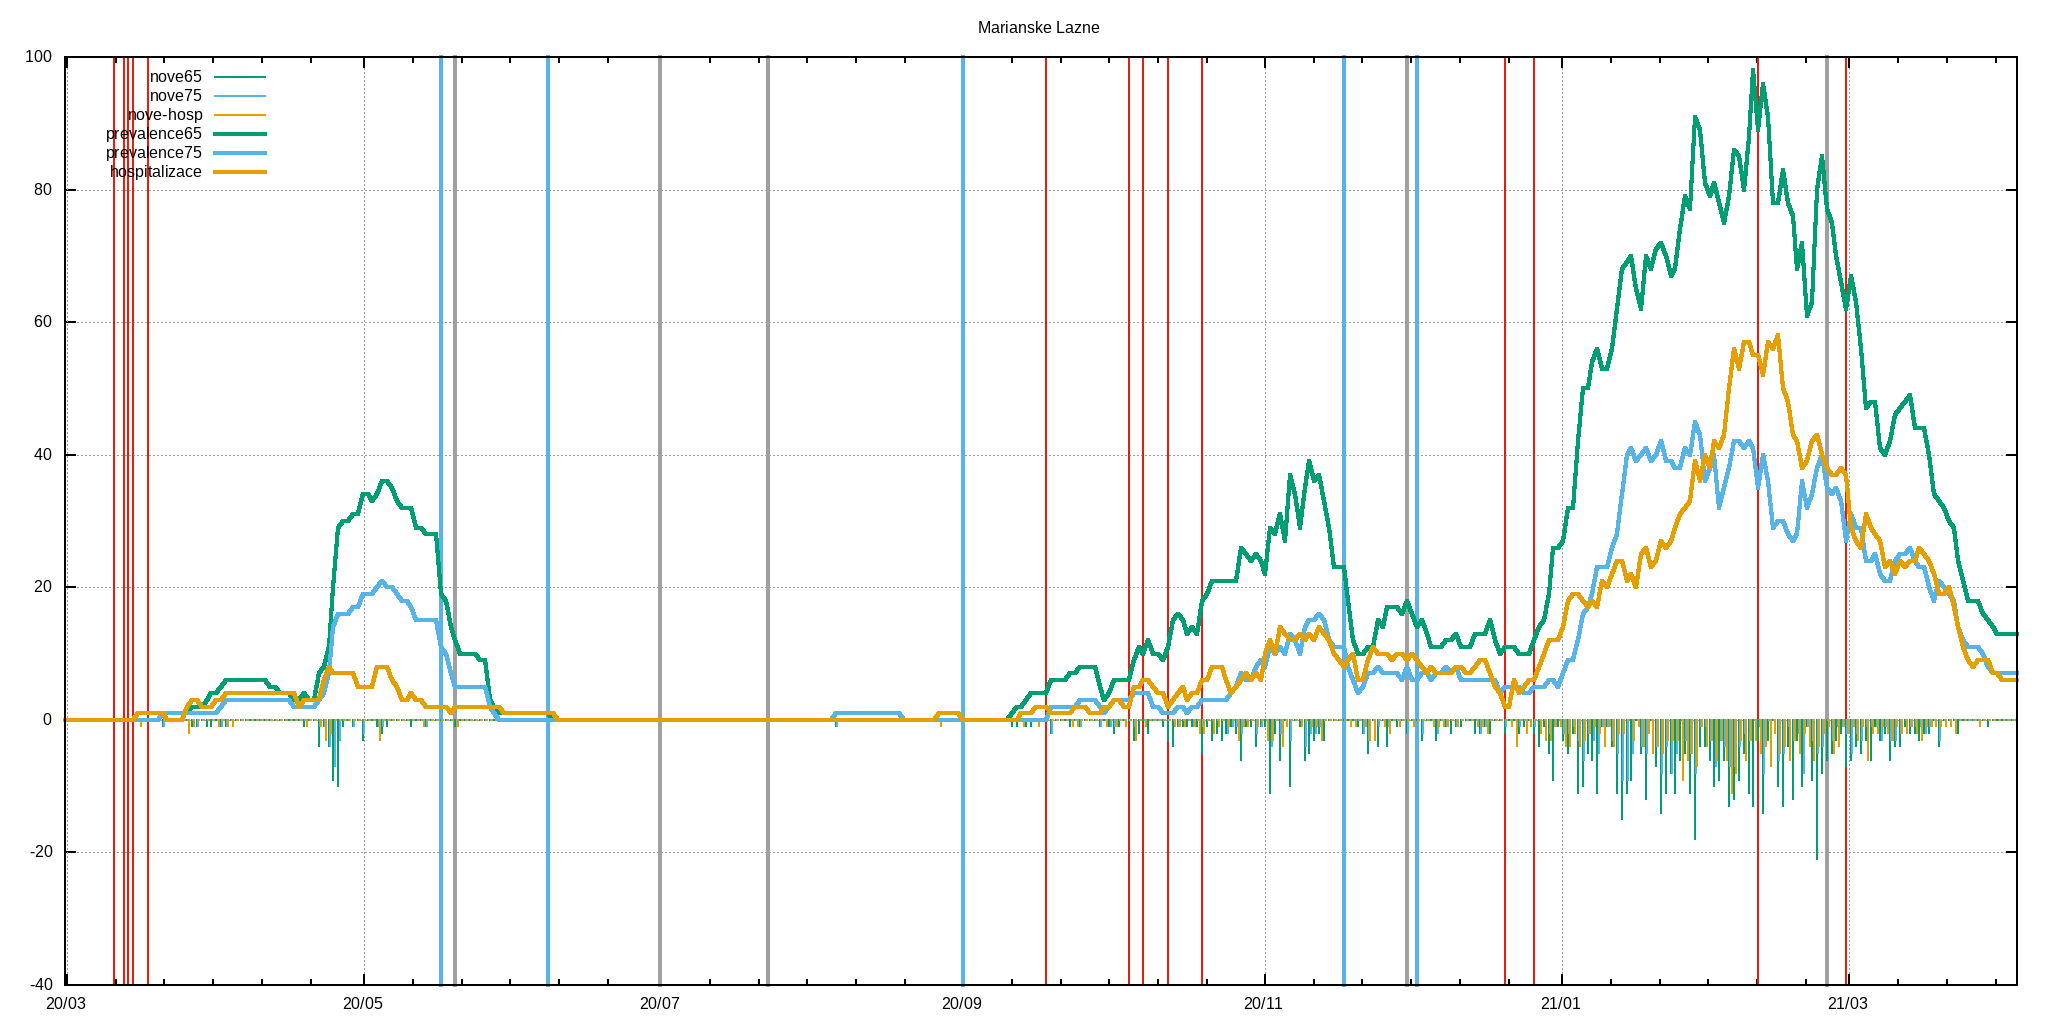 Marianske Lazne
100
nove65
nove75
nove-hosp
prevalence65
prevalence75
hospitalizace
80
60
40
20
0
-20
-40
20/03 20/05 20/07 20/09 20/11 21/01 21/03